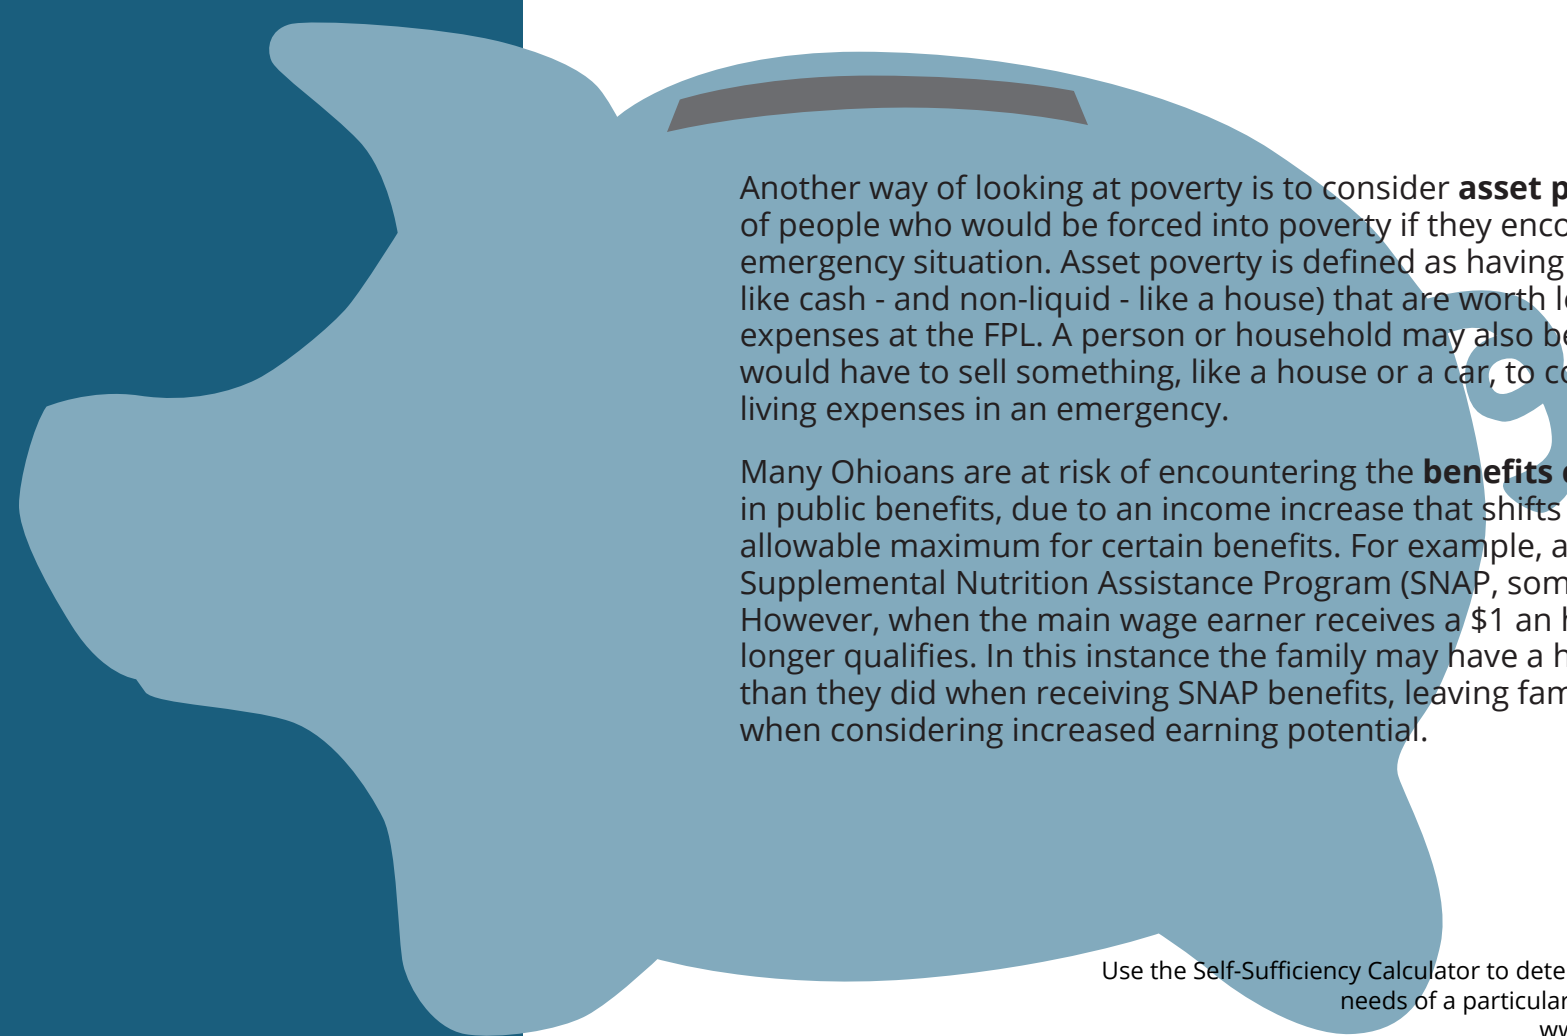 Another way of looking at poverty is to consider asset p
of people who would be forced into poverty if they enco
emergency situation. Asset poverty is defined as having
like cash - and non-liquid - like a house) that are worth l
expenses at the FPL. A person or household may also be
would have to sell something, like a house or a car, to co
living expenses in an emergency.
Many Ohioans are at risk of encountering the benefits
in public benefits, due to an income increase that shifts
allowable maximum for certain benefits. For example, a
Supplemental Nutrition Assistance Program (SNAP, som
However, when the main wage earner receives a $1 an h
longer qualifies. In this instance the family may have a h
than they did when receiving SNAP benefits, leaving fam
when considering increased earning potential.
Use the Self-Sufficiency Calculator to dete
needs of a particular